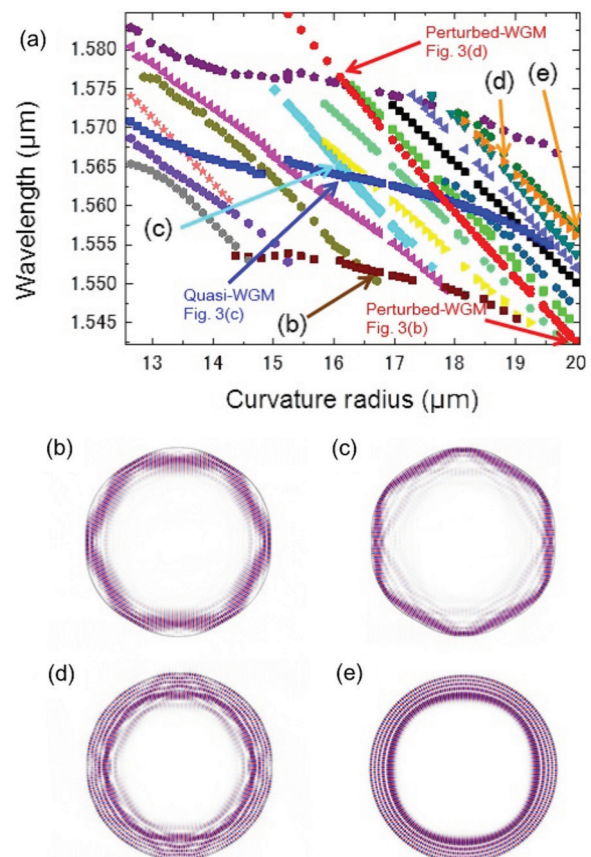 (a)
1.580
1.575
1.570
1.565
1.560
1.555
1.550
1.545
Wavelength (μm)
Perturbed-WGM
Fig. 3(d)
(d)
(e)
(c)
Quasi-WGM
Fig. 3(c)
(b)
Perturbed-WGM
Fig. 3(b)
13 14 15 16 17 18 19 20
Curvature radius (μm)
(b) (c)
(d) (e)